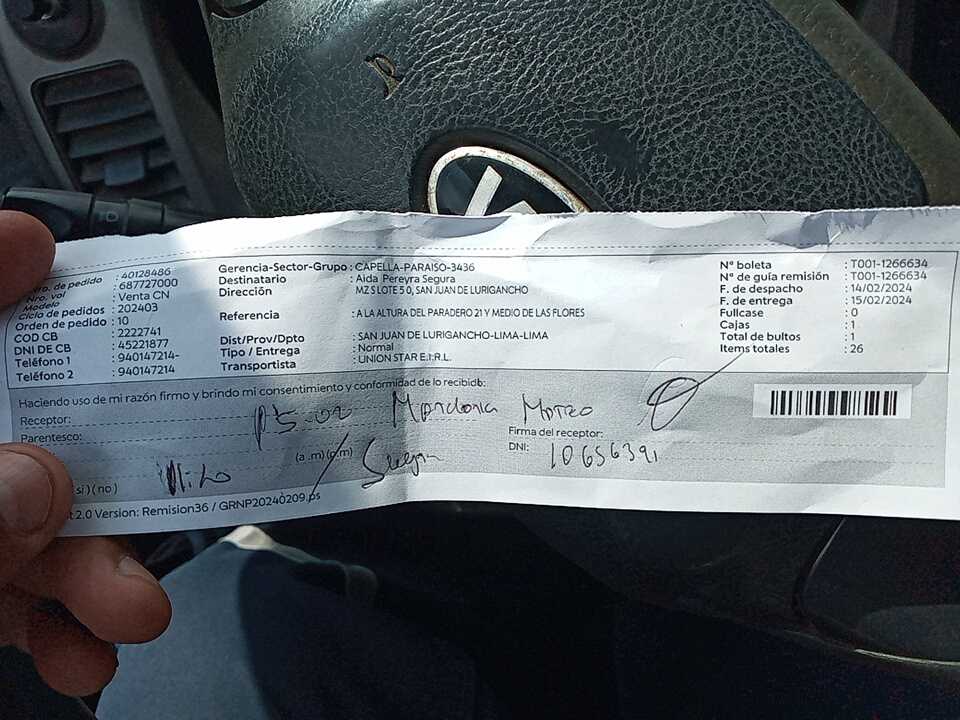 Nro. de pedido : 40128486
Nro. vol : 687727000
Modelo : Venta CN
Ciclo de pedidos : 202403
Orden de pedido : 10
COD CB : 2222741
DNI DE CB : 45221877
Teléfono 1 : 940147214-
Teléfono 2 : 940147214
Gerencia-Sector-Grupo : CAPELLA-PARAISO-3436
Destinatario : Aida Pereyra Segura
Dirección MZ S LOTE 5 0, SAN JUAN DE LURIGANCHO
Referencia : A LA ALTURA DEL PARADERO 21 Y MEDIO DE LAS FLORES
Dist/Prov/Dpto : SAN JUAN DE LURIGANCHO-LIMA-LIMA
Tipo / Entrega : Normal
Transportista : UNION STAR E.I.R.L.
N° boleta : T001-1266634
N° de guía remisión : T001-1266634
F. de despacho : 14/02/2024
F. de entrega : 15/02/2024
Fullcase : 0
Cajas : 1
Total de bultos : 1
Items totales : 26
Haciendo uso de mi razón firmo y brindo mi consentimiento y conformidad de lo recibido:
Receptor:
Parentesco:
(a .m) (p.m)
Firma del receptor:
DNI: 10656391
sí ) ( no )
t 2.0 Version: Remision36 / GRNP20240209.ps